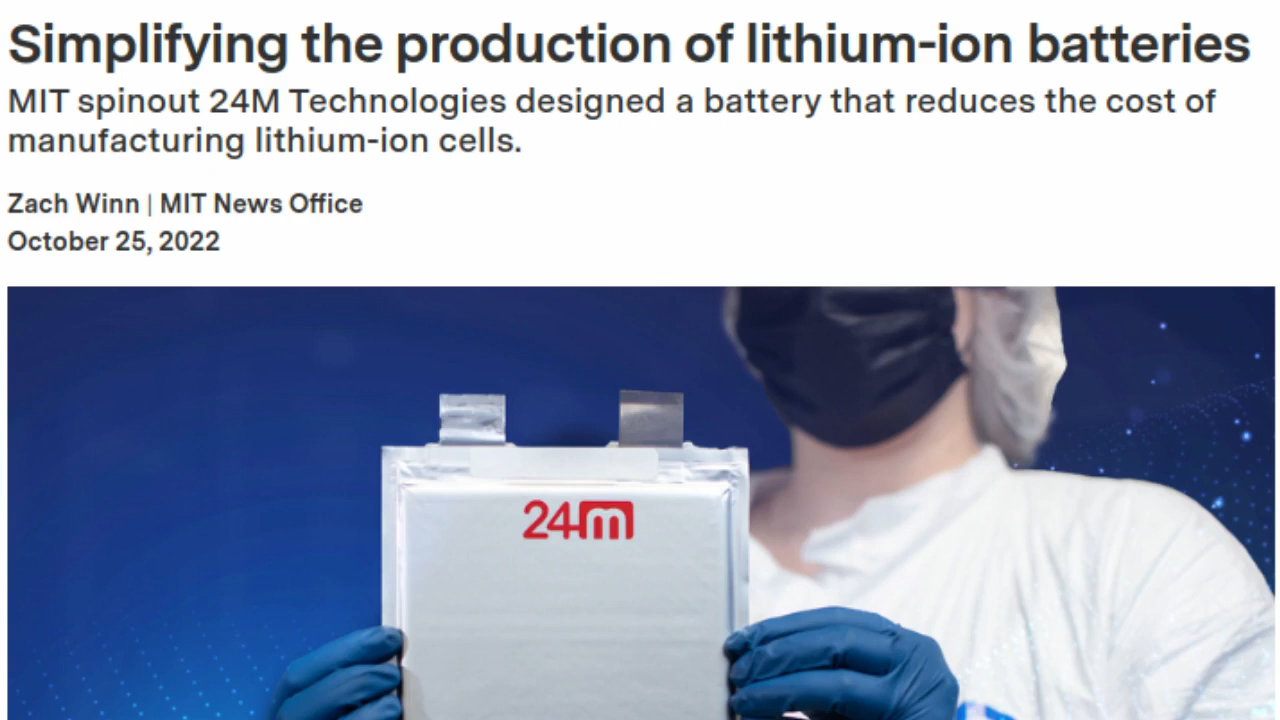 Simplifying the production of lithium-ion batteries
MIT spinout 24M Technologies designed a battery that reduces the cost of
manufacturing lithium-ion cells.
Zach Winn | MIT News Office
October 25, 2022
24m